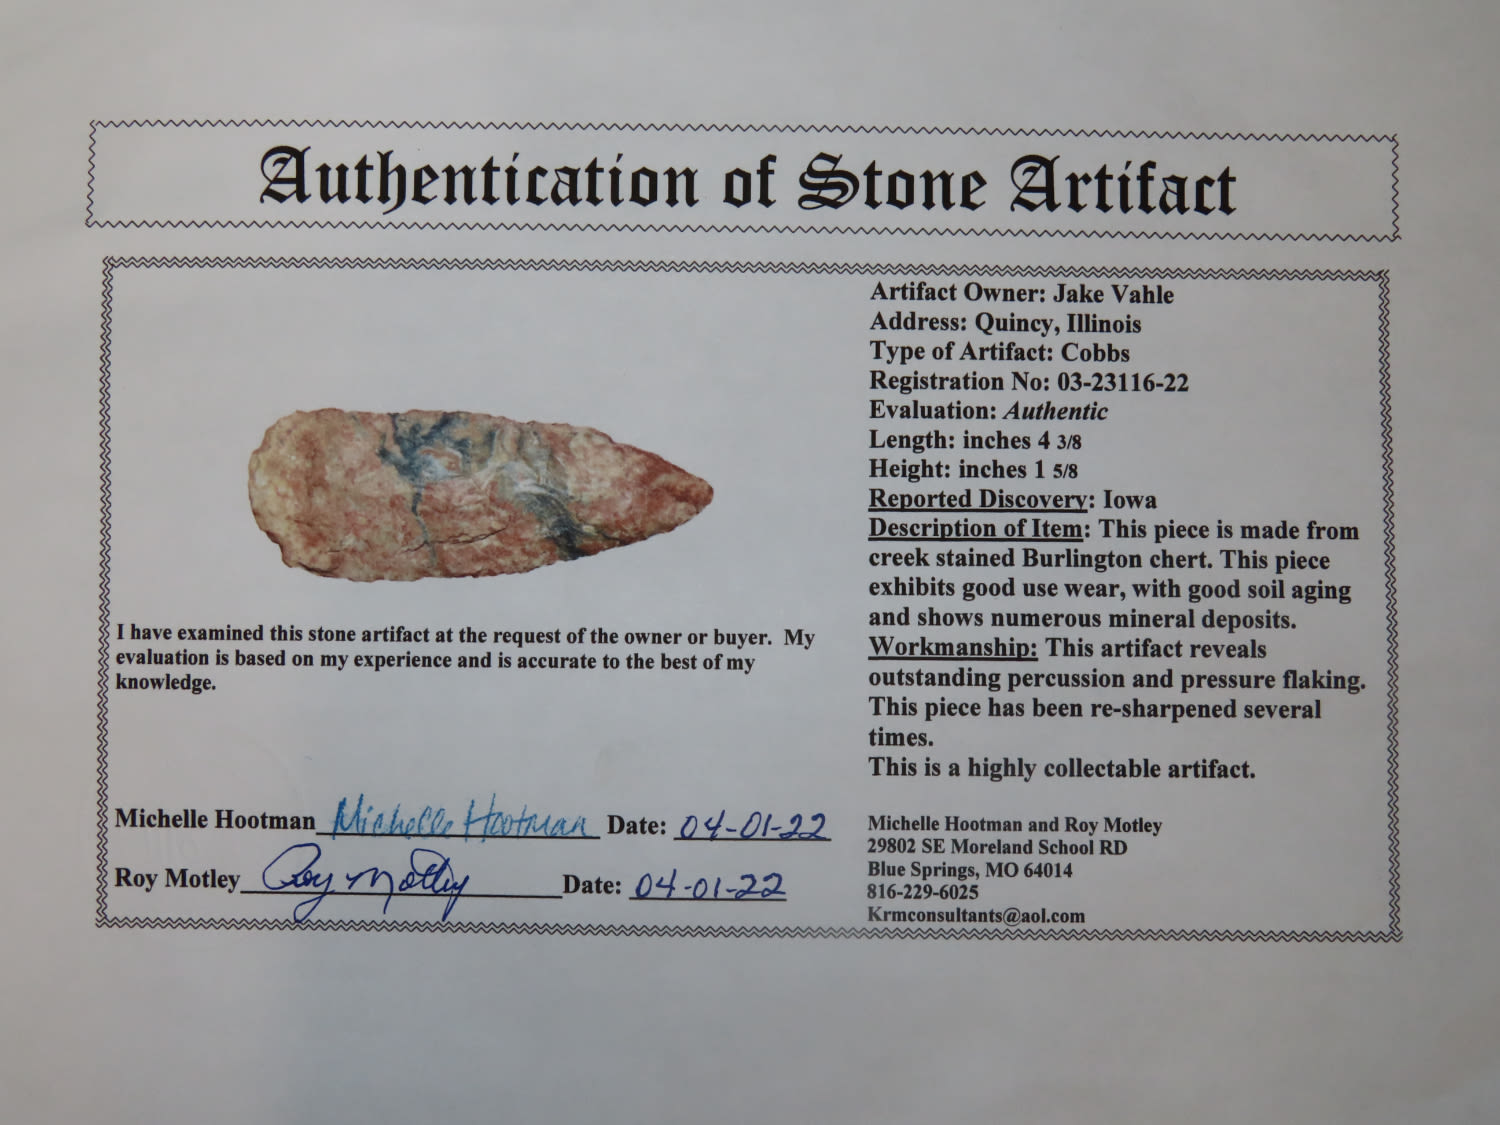 Authentication of Stone Artifact
Artifact Owner: Jake Vahle
Address: Quincy, Illinois
Type of Artifact: Cobbs
Registration No: 03-23116-22
Evaluation: Authentic
Length: inches 4 3/8
Height: inches 1 5/8
Reported Discovery: Iowa
Description of Item: This piece is made from
creek stained Burlington chert. This piece
exhibits good use wear, with good soil aging
and shows numerous mineral deposits.
Workmanship: This artifact reveals
outstanding percussion and pressure flaking.
This piece has been re-sharpened several
times.
This is a highly collectable artifact.
I have examined this stone artifact at the request of the owner or buyer. My
evaluation is based on my experience and is accurate to the best of my
knowledge.
Michelle Hootman Michelle Hootman Date: 04-01-22
Roy Motley Roy Motley Date: 04-01-22
Michelle Hootman and Roy Motley
29802 SE Moreland School RD
Blue Springs, MO 64014
816-229-6025
Krmconsultants@aol.com